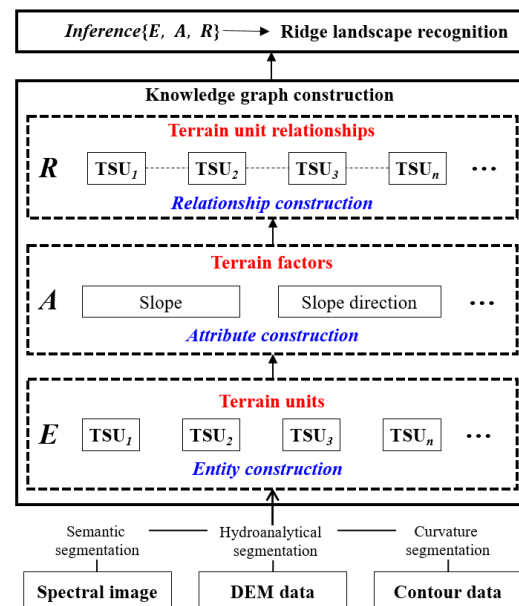 Inference{E, A, R} Ridge landscape recognition
Knowledge graph construction
Terrain unit relationships
R TSU1 TSU2 TSU3 TSUn ...
Relationship construction
Terrain factors
A Slope Slope direction ...
Attribute construction
Terrain units
E TSU1 TSU2 TSU3 TSUn ...
Entity construction
Semantic segmentation
Hydroanalytical segmentation
Curvature segmentation
Spectral image DEM data Contour data